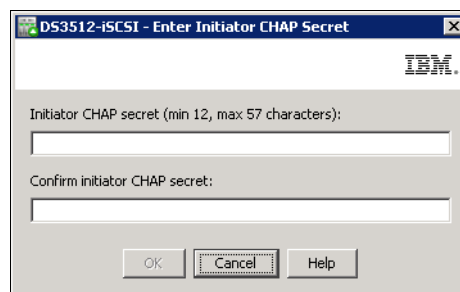 DS3512-iSCSI - Enter Initiator CHAP Secret
IBM.
Initiator CHAP secret (min 12, max 57 characters):
Confirm initiator CHAP secret:
OK Cancel Help